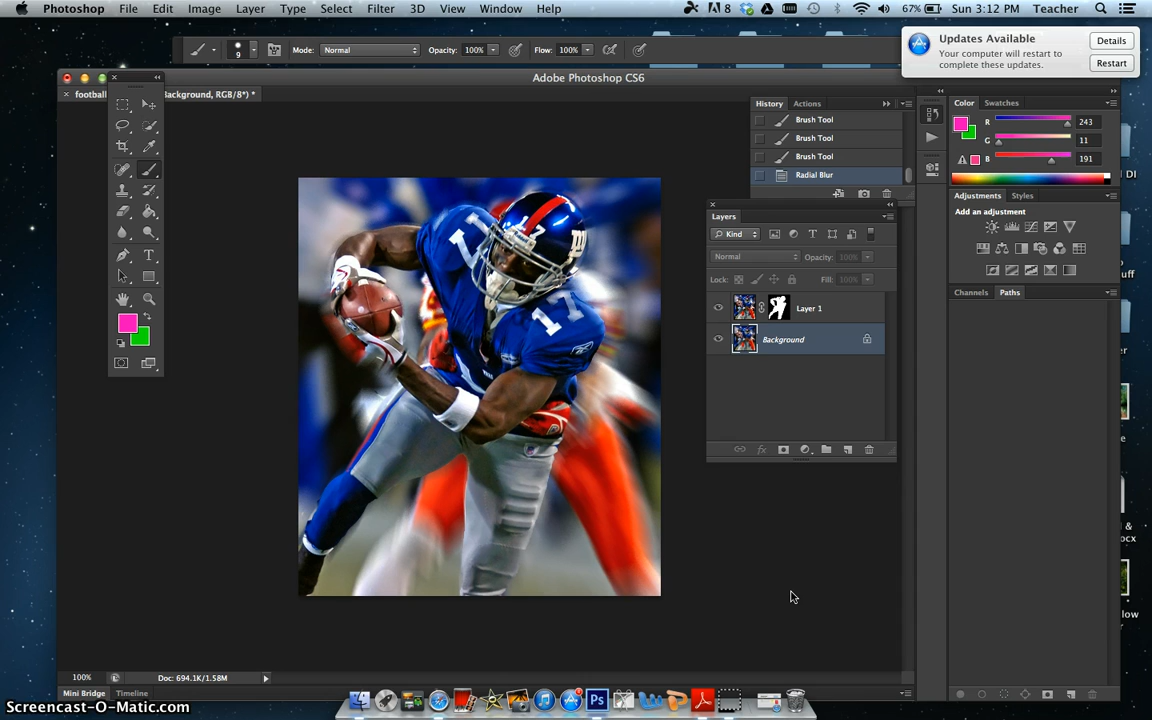 Photoshop File Edit Image Layer Type Select Filter 3D View Window Help 8 67% Sun 3:12 PM Teacher
9 Mode: Normal Opacity: 100% Flow: 100%
Updates Available
Your computer will restart to complete these updates.
Details
Restart
Adobe Photoshop CS6
football
Background, RGB/8*) *
History Actions
Brush Tool
Brush Tool
Brush Tool
Radial Blur
Layers
Kind
Normal Opacity: 100%
Lock: Fill: 100%
Layer 1
Background
Color Swatches
R 243
G 11
B 191
Adjustments Styles
Add an adjustment
Channels Paths
DI
17
17
100% Doc: 694.1K/1.58M
Mini Bridge Timeline
Ps
Screencast-O-Matic.com